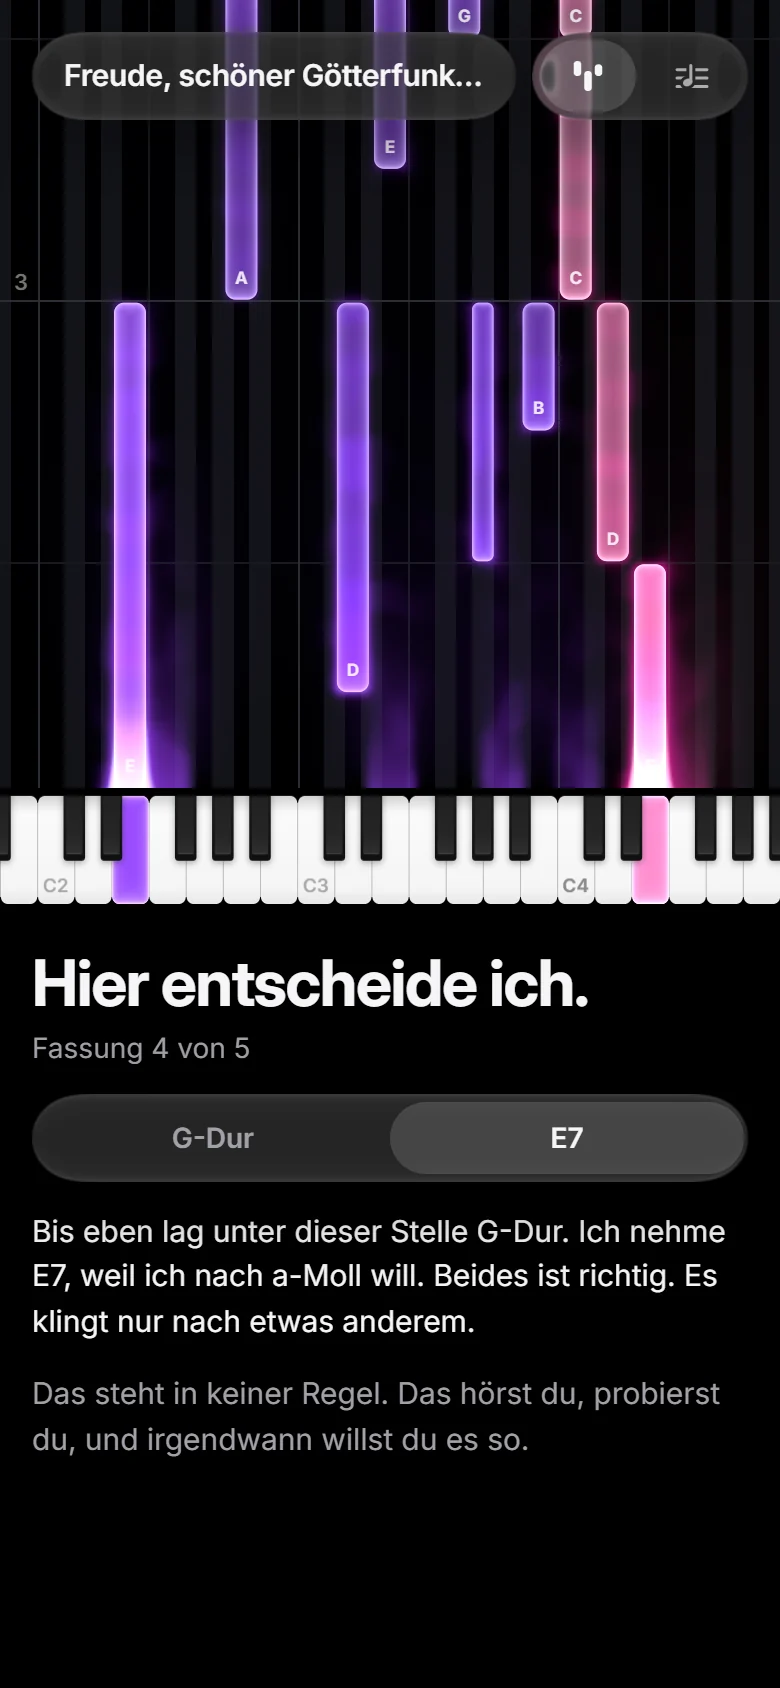 G
C
Freude, schöner Götterfunk...
E
A
C
3
B
D
D
E
C2
C3
C4
Hier entscheide ich.
Fassung 4 von 5
G-Dur
E7
Bis eben lag unter dieser Stelle G-Dur. Ich nehme
E7, weil ich nach a-Moll will. Beides ist richtig. Es
klingt nur nach etwas anderem.
Das steht in keiner Regel. Das hörst du, probierst
du, und irgendwann willst du es so.